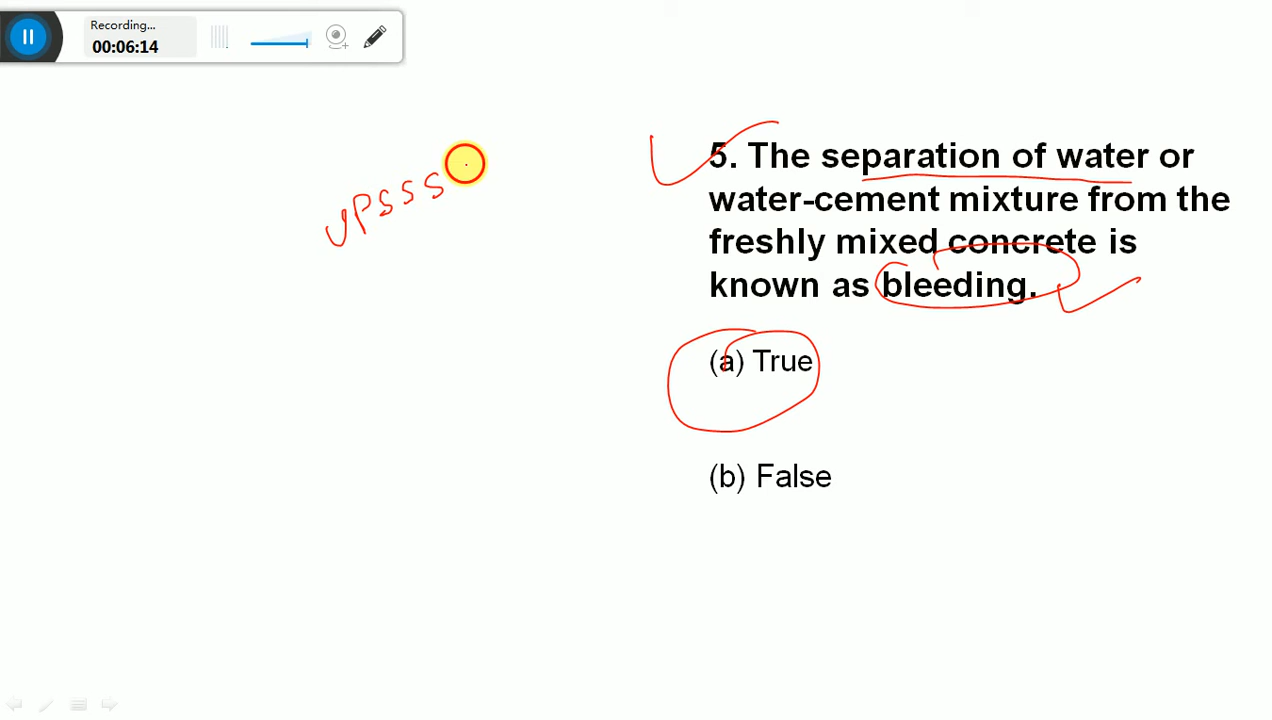 Recording...
00:06:14
UPSSS
5. The separation of water or
water-cement mixture from the
freshly mixed concrete is
known as bleeding.
(a) True
(b) False